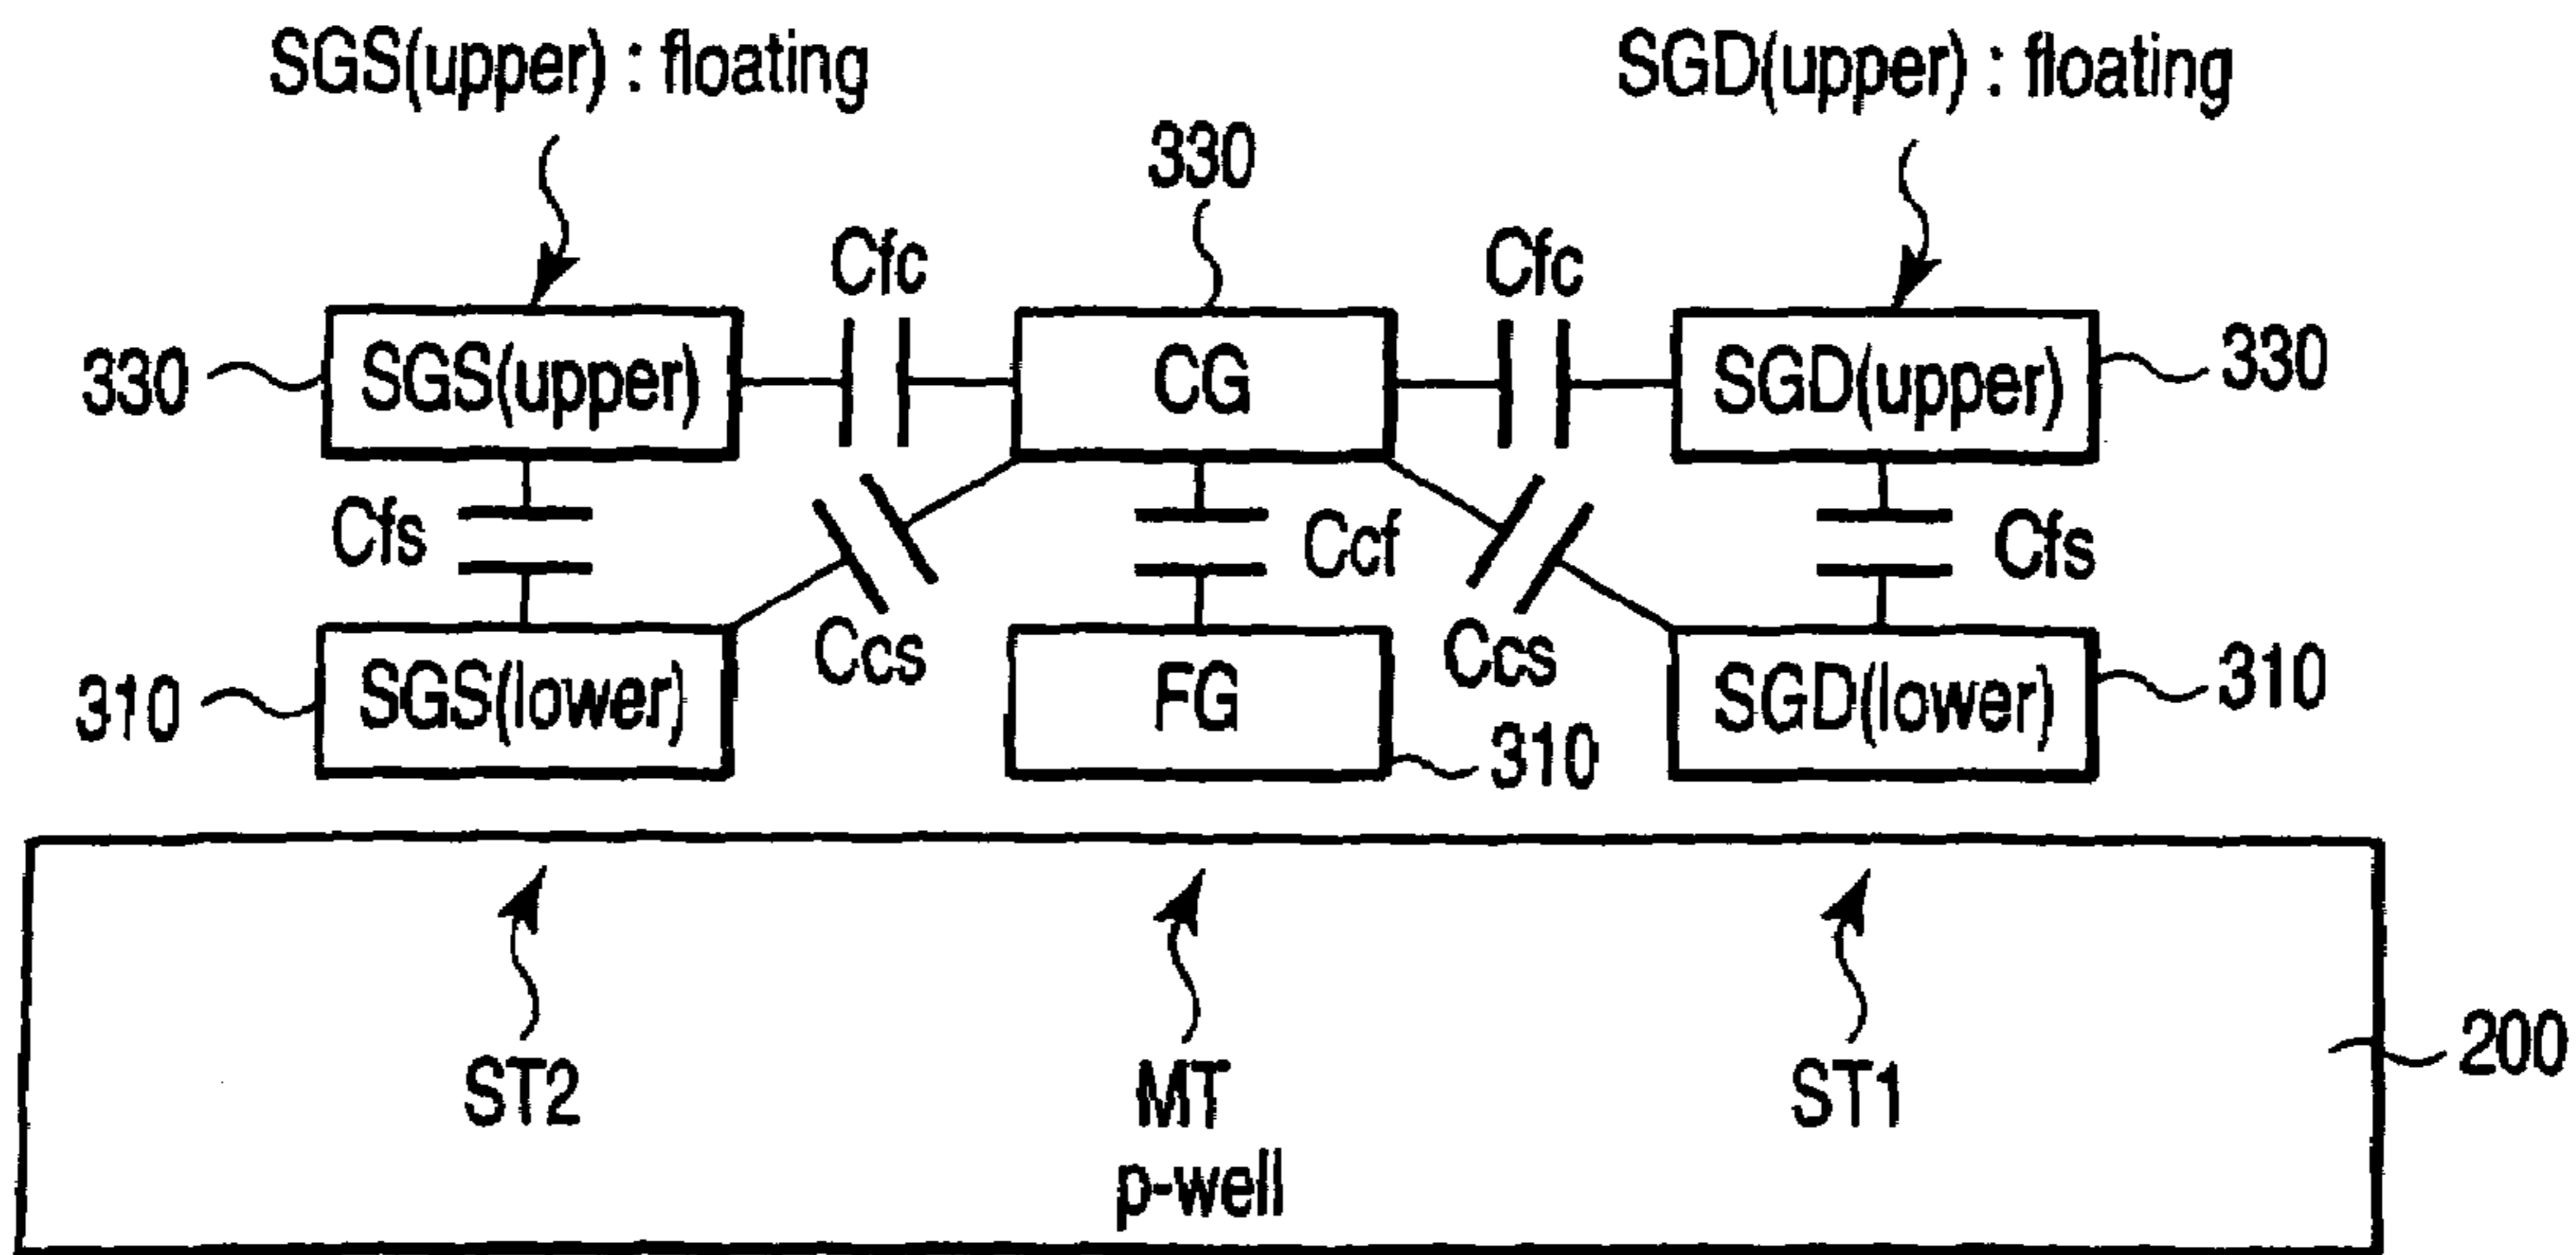 SGS(upper) : floating
SGD(upper) : floating
330
Cfc
Cfc
330
SGS(upper)
CG
SGD(upper)
330
Cfs
Ccf
Cfs
Ccs
Ccs
310
SGS(lower)
FG
SGD(lower)
310
310
ST2
MT
ST1
200
p-well